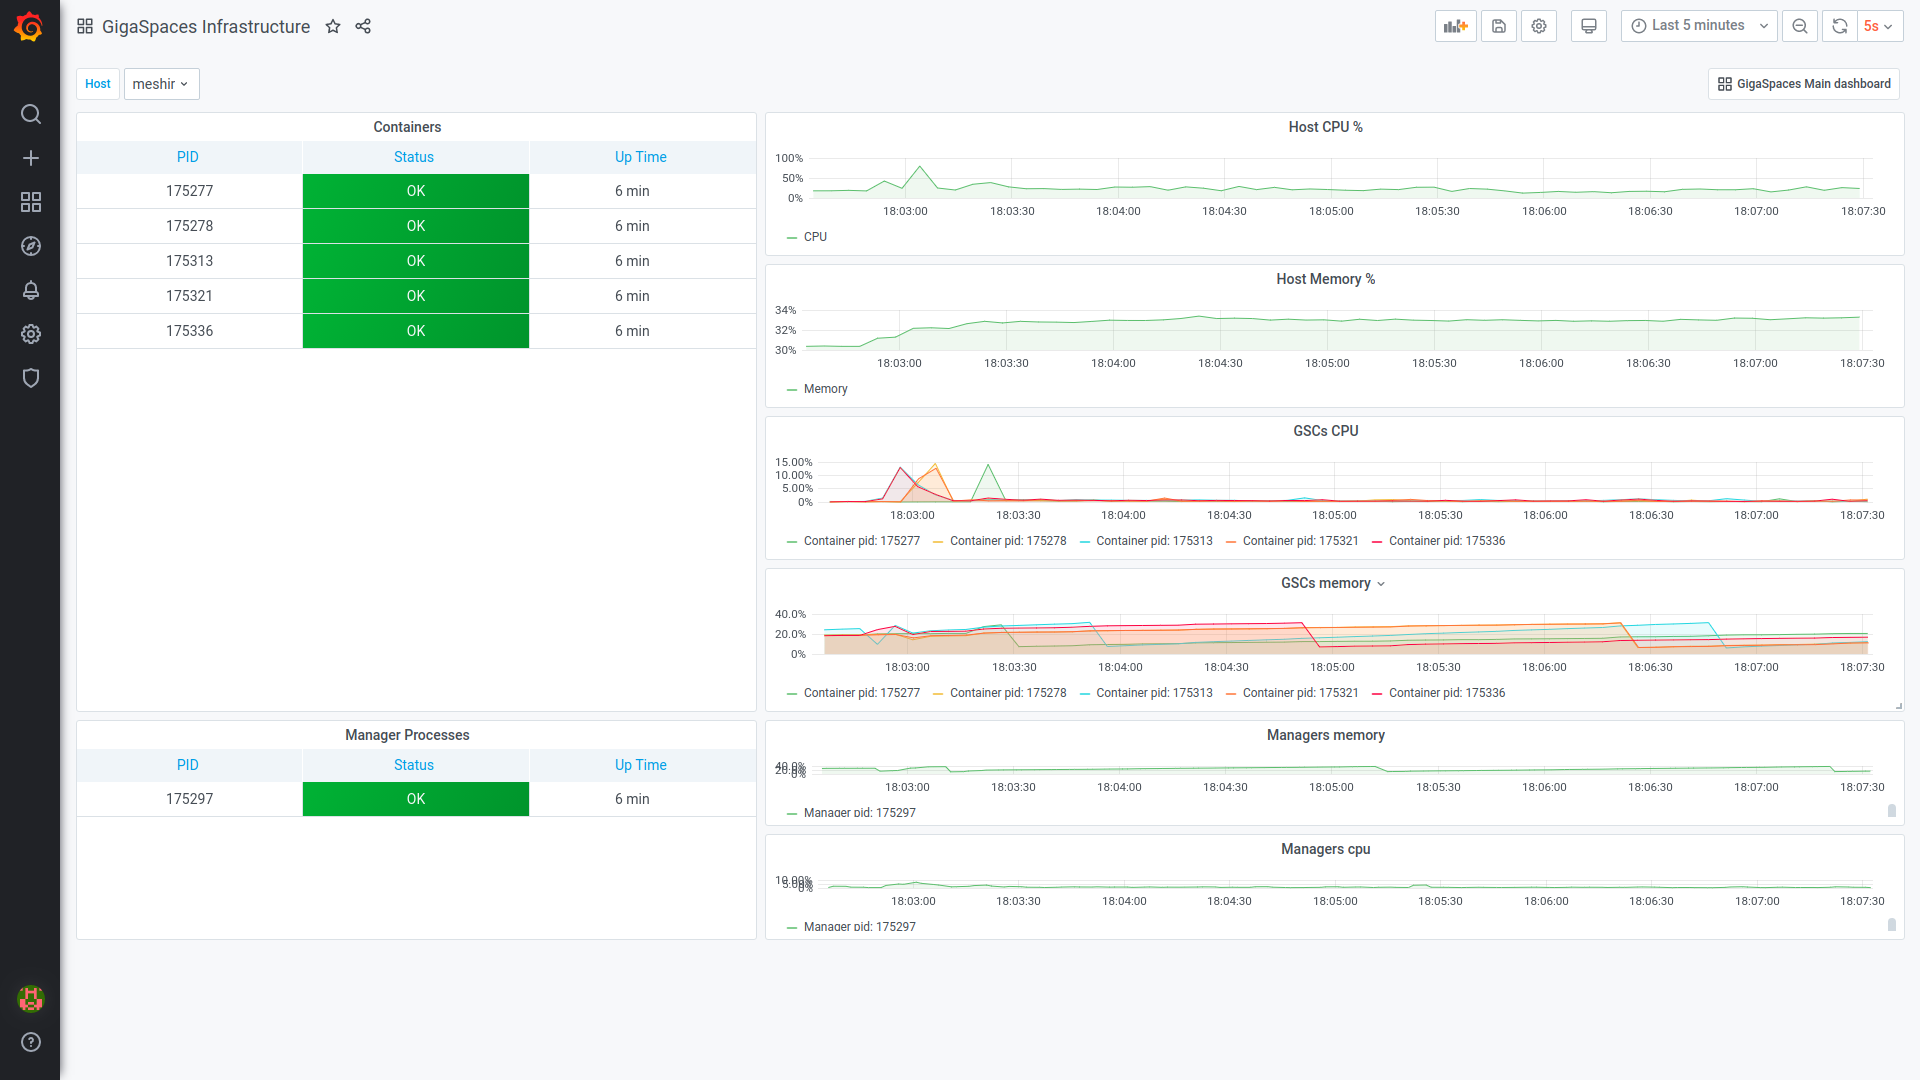 GigaSpaces Infrastructure
Last 5 minutes
5s
Host
meshir
GigaSpaces Main dashboard
Containers
PID Status Up Time
175277 OK 6 min
175278 OK 6 min
175313 OK 6 min
175321 OK 6 min
175336 OK 6 min
Manager Processes
PID Status Up Time
175297 OK 6 min
Host CPU %
100%
50%
0%
18:03:00 18:03:30 18:04:00 18:04:30 18:05:00 18:05:30 18:06:00 18:06:30 18:07:00 18:07:30
CPU
Host Memory %
34%
32%
30%
18:03:00 18:03:30 18:04:00 18:04:30 18:05:00 18:05:30 18:06:00 18:06:30 18:07:00 18:07:30
Memory
GSCs CPU
15.00%
10.00%
5.00%
0%
18:03:00 18:03:30 18:04:00 18:04:30 18:05:00 18:05:30 18:06:00 18:06:30 18:07:00 18:07:30
Container pid: 175277 Container pid: 175278 Container pid: 175313 Container pid: 175321 Container pid: 175336
GSCs memory
40.0%
20.0%
0%
18:03:00 18:03:30 18:04:00 18:04:30 18:05:00 18:05:30 18:06:00 18:06:30 18:07:00 18:07:30
Container pid: 175277 Container pid: 175278 Container pid: 175313 Container pid: 175321 Container pid: 175336
Managers memory
40.0%
20.0%
0%
18:03:00 18:03:30 18:04:00 18:04:30 18:05:00 18:05:30 18:06:00 18:06:30 18:07:00 18:07:30
Manager pid: 175297
Managers cpu
10.00%
5.00%
0%
18:03:00 18:03:30 18:04:00 18:04:30 18:05:00 18:05:30 18:06:00 18:06:30 18:07:00 18:07:30
Manager pid: 175297